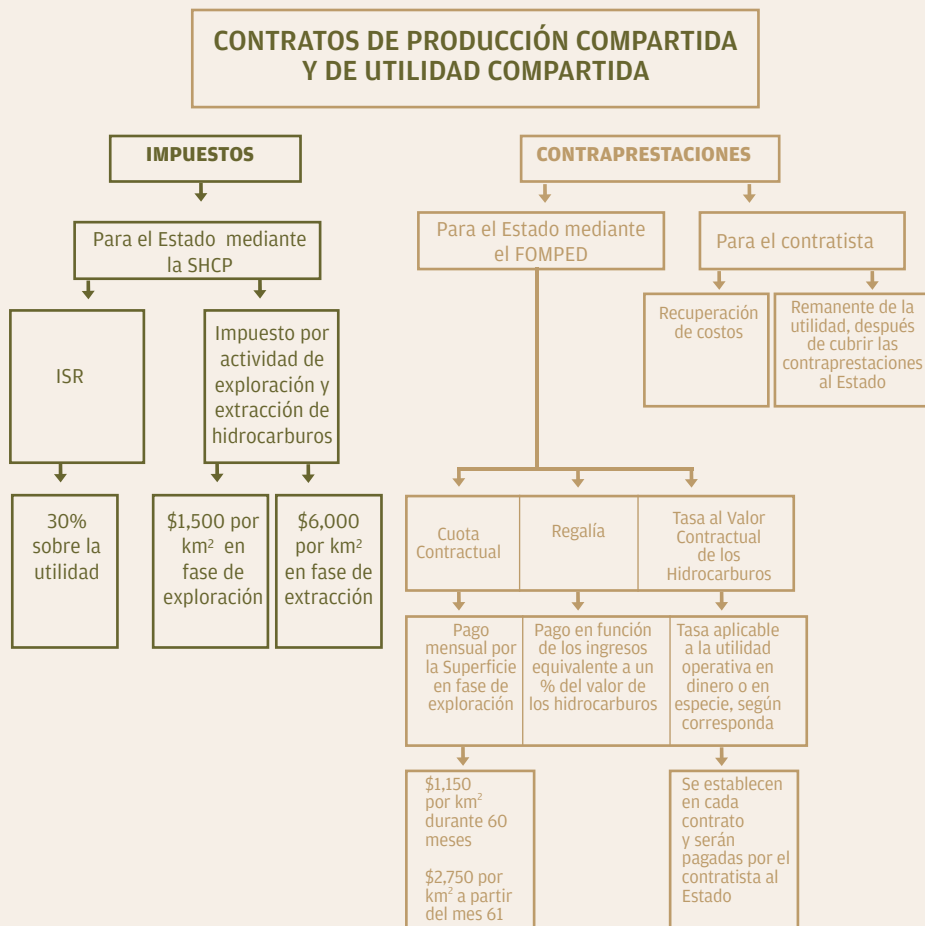 CONTRATOS DE PRODUCCIÓN COMPARTIDA
Y DE UTILIDAD COMPARTIDA
IMPUESTOS
Para el Estado mediante
la SHCP
ISR
30%
sobre la
utilidad
Impuesto por
actividad de
exploración y
extracción de
hidrocarburos
$1,500 por
km² en
fase de
exploración
$6,000
por km²
en fase de
extracción
CONTRAPRESTACIONES
Para el Estado mediante
el FOMPED
Cuota
Contractual
Pago
mensual por
la Superficie
en fase de
exploración
$1,150
por km²
durante 60
meses
$2,750 por
km² a partir
del mes 61
Regalía
Pago en función
de los ingresos
equivalente a un
% del valor de
los hidrocarburos
Tasa al Valor
Contractual
de los
Hidrocarburos
Tasa aplicable
a la utilidad
operativa en
dinero o en
especie, según
corresponda
Se establecen
en cada
contrato
y serán
pagadas por el
contratista al
Estado
Para el contratista
Recuperación
de costos
Remanente de la
utilidad, después
de cubrir las
contraprestaciones
al Estado